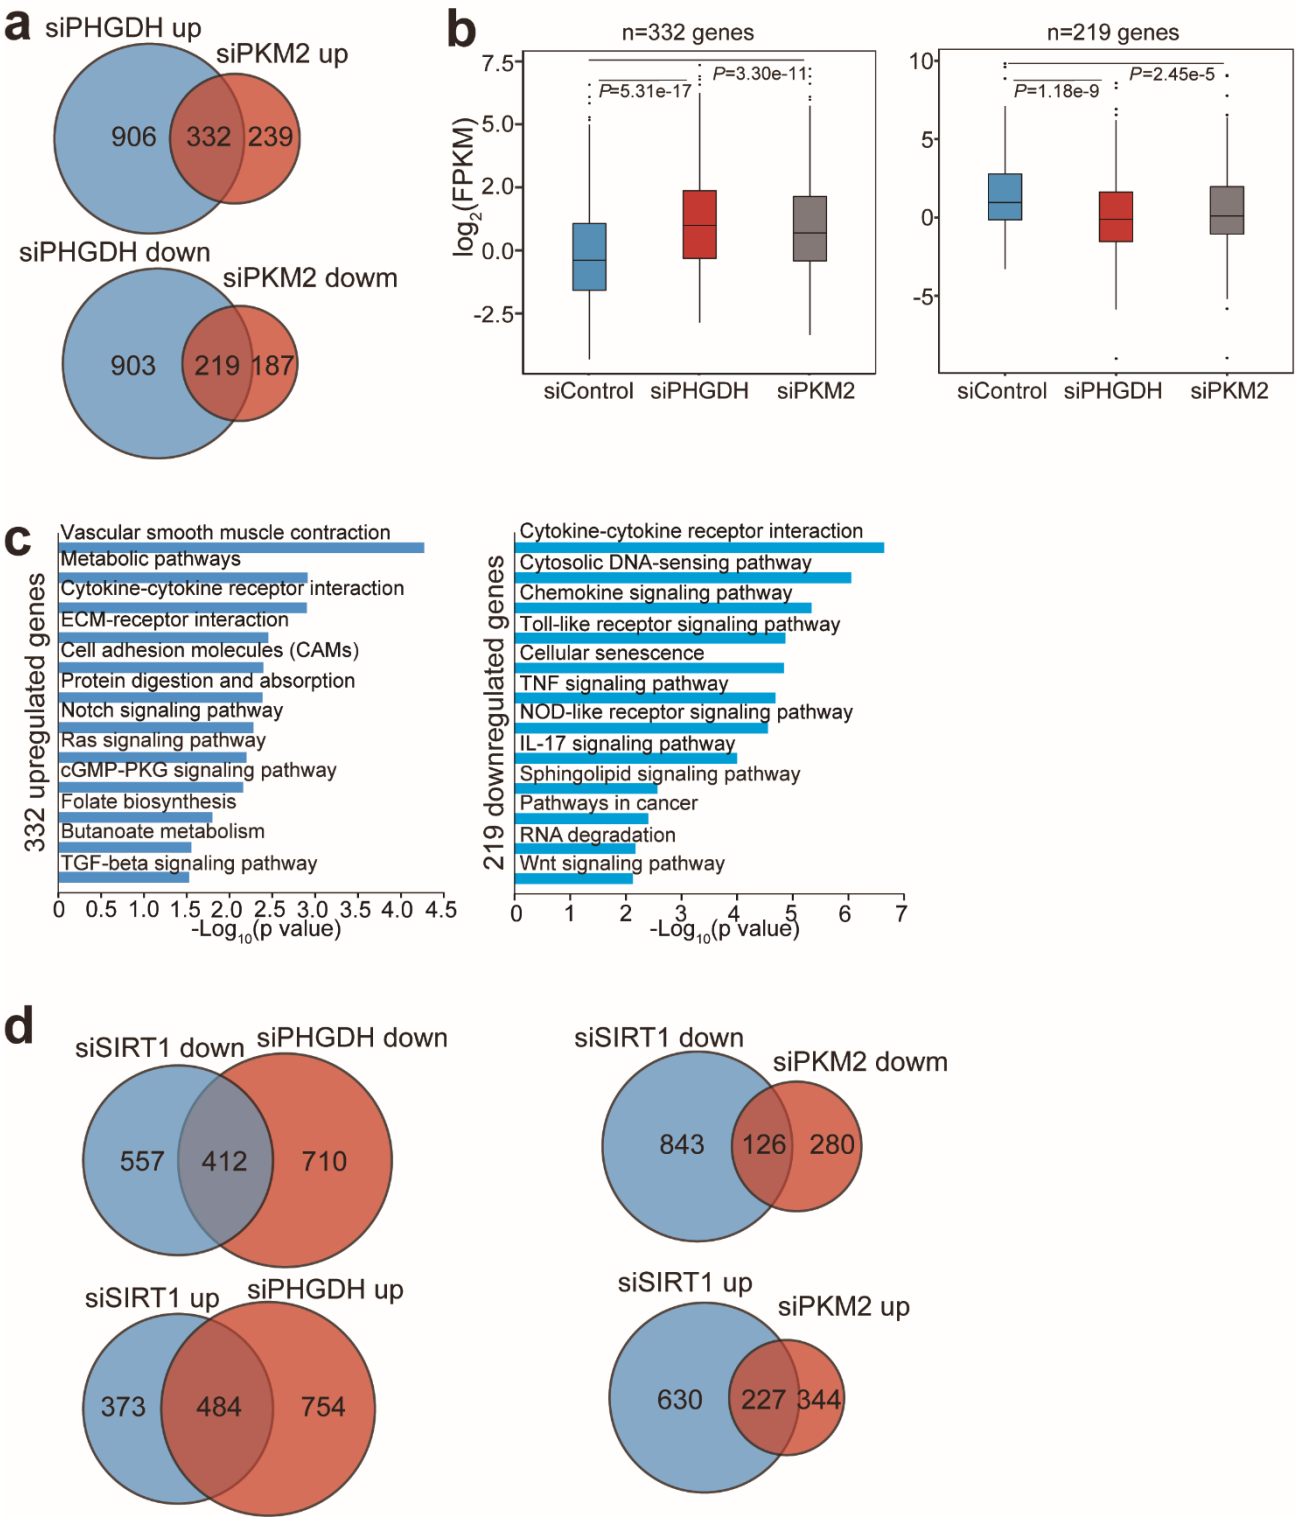 a
siPHGDH up
siPKM2 up
906
332
239
siPHGDH down
siPKM2 dowm
903
219
187
b
n=332 genes
log2(FPKM)
7.5
5.0
2.0
0.0
-2.5
P=3.30e-11
P=5.31e-17
siControl
siPHGDH
siPKM2
n=219 genes
10
5
0
-5
P=2.45e-5
P=1.18e-9
siControl
siPHGDH
siPKM2
c
332 upregulated genes
Vascular smooth muscle contraction
Metabolic pathways
Cytokine-cytokine receptor interaction
ECM-receptor interaction
Cell adhesion molecules (CAMs)
Protein digestion and absorption
Notch signaling pathway
Ras signaling pathway
cGMP-PKG signaling pathway
Folate biosynthesis
Butanoate metabolism
TGF-beta signaling pathway
0 0.5 1.0 1.5 2.0 2.5 3.0 3.5 4.0 4.5
-Log10(p value)
219 downregulated genes
Cytokine-cytokine receptor interaction
Cytosolic DNA-sensing pathway
Chemokine signaling pathway
Toll-like receptor signaling pathway
Cellular senescence
TNF signaling pathway
NOD-like receptor signaling pathway
IL-17 signaling pathway
Sphingolipid signaling pathway
Pathways in cancer
RNA degradation
Wnt signaling pathway
0 1 2 3 4 5 6 7
-Log10(p value)
d
siSIRT1 down
siPHGDH down
557
412
710
siSIRT1 down
siPKM2 dowm
843
126
280
siSIRT1 up
siPHGDH up
373
484
754
siSIRT1 up
siPKM2 up
630
227
344